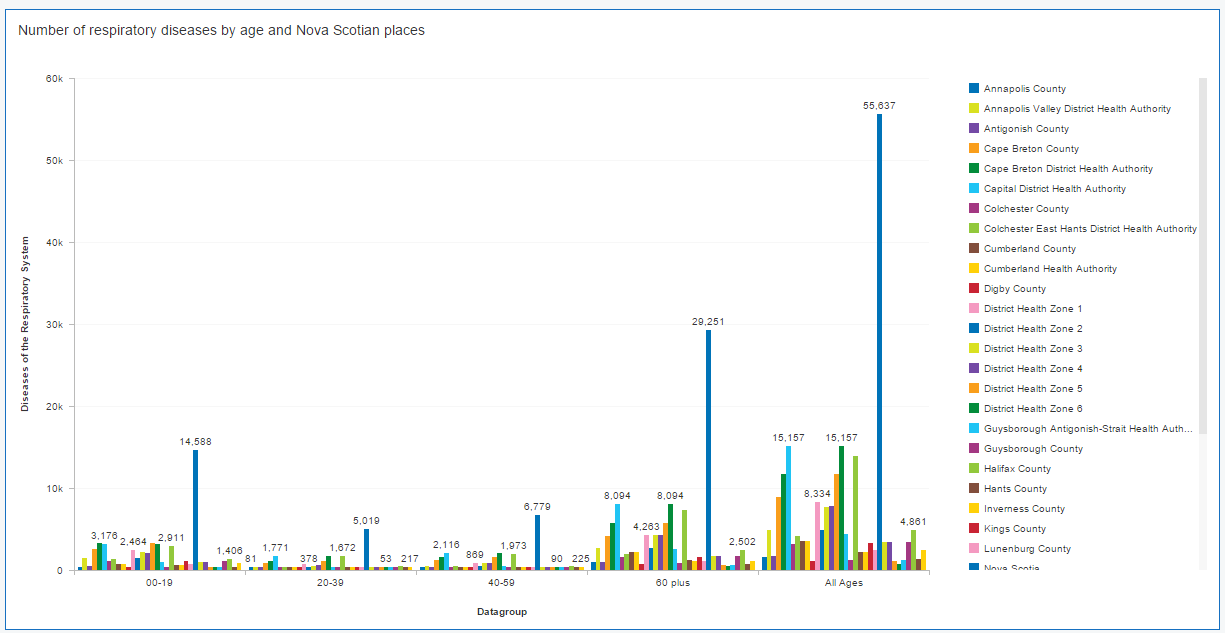 Number of respiratory diseases by age and Nova Scotian places
Diseases of the Respiratory System
60k
50k
40k
30k
20k
10k
0
3,176
2,464
2,911
14,588
1,406
81
1,771
378
1,672
5,019
53
217
2,116
869
1,973
6,779
90
225
8,094
4,263
8,094
29,251
2,502
15,157
8,334
15,157
55,637
4,861
00-19
20-39
40-59
60 plus
All Ages
Datagroup
Annapolis County
Annapolis Valley District Health Authority
Antigonish County
Cape Breton County
Cape Breton District Health Authority
Capital District Health Authority
Colchester County
Colchester East Hants District Health Authority
Cumberland County
Cumberland Health Authority
Digby County
District Health Zone 1
District Health Zone 2
District Health Zone 3
District Health Zone 4
District Health Zone 5
District Health Zone 6
Guysborough Antigonish-Strait Health Auth...
Guysborough County
Halifax County
Hants County
Inverness County
Kings County
Lunenburg County
Nova Scotia